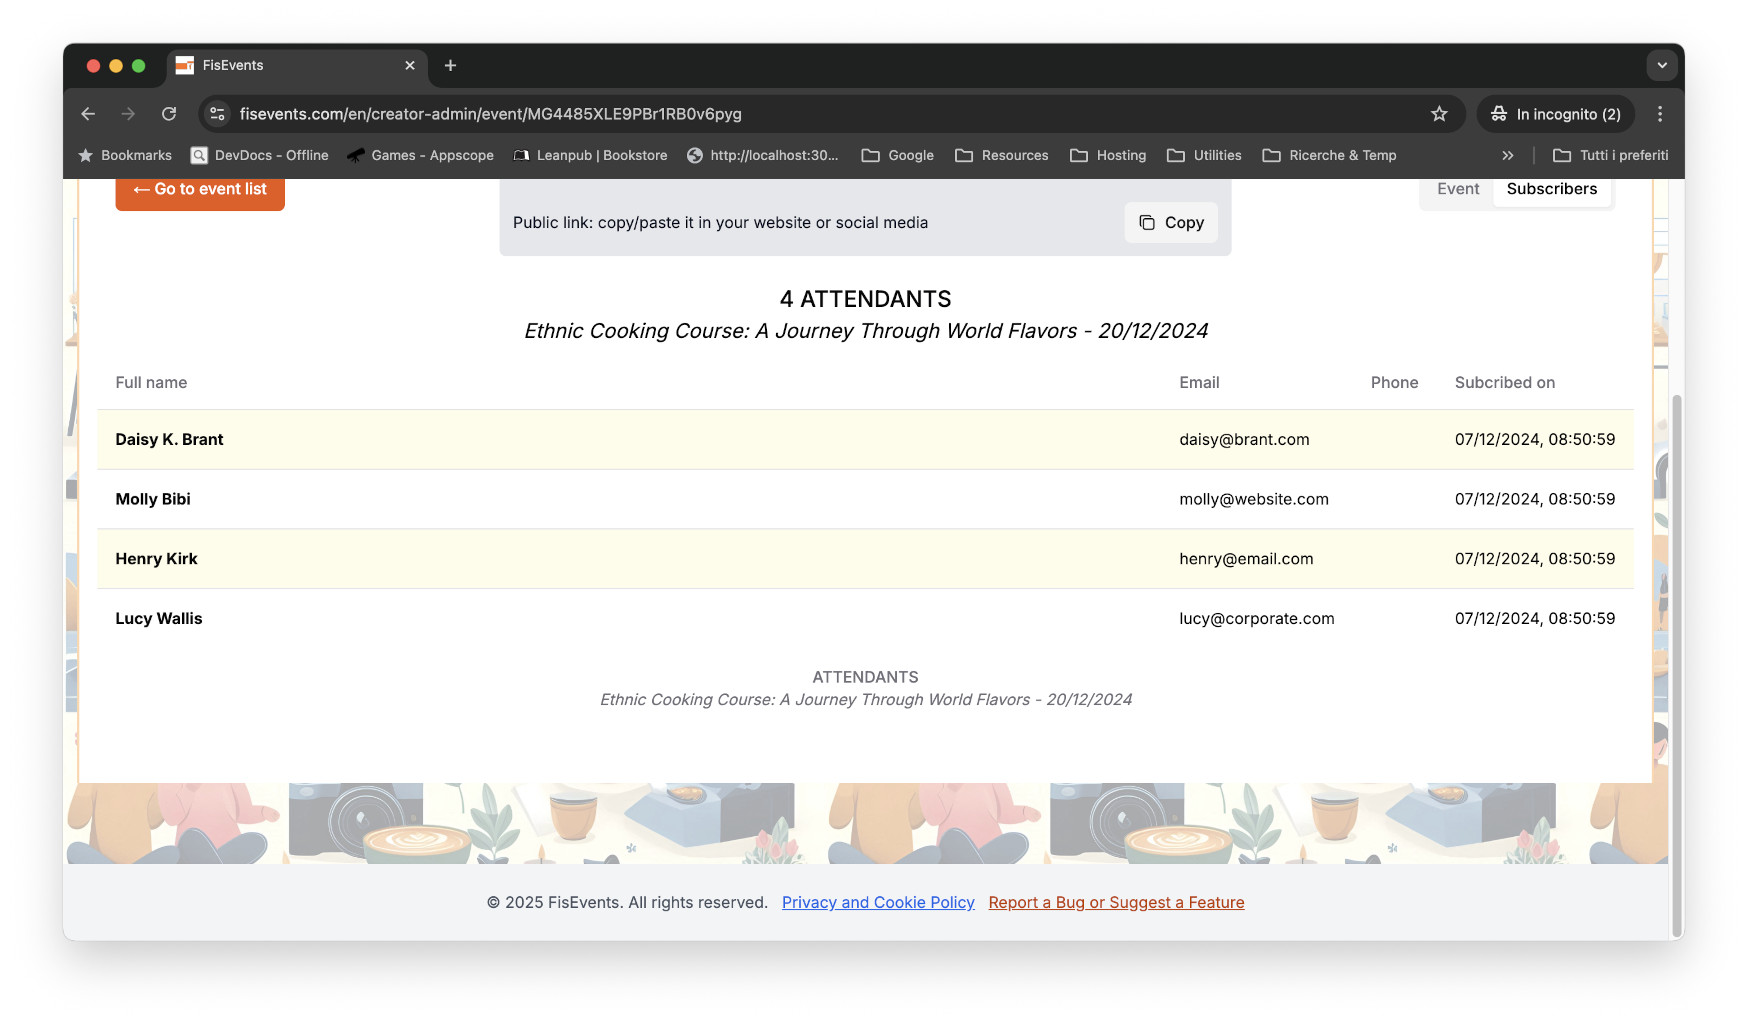 FisEvents
fisevents.com/en/creator-admin/event/MG4485XLE9PBr1RB0v6pyg
In incognito (2)
Bookmarks DevDocs - Offline Games - Appscope Leanpub | Bookstore http://localhost:30... Google Resources Hosting Utilities Ricerche & Temp » Tutti i preferiti
← Go to event list
Event Subscribers
Public link: copy/paste it in your website or social media Copy
4 ATTENDANTS
Ethnic Cooking Course: A Journey Through World Flavors - 20/12/2024
Full name Email Phone Subcribed on
Daisy K. Brant daisy@brant.com 07/12/2024, 08:50:59
Molly Bibi molly@website.com 07/12/2024, 08:50:59
Henry Kirk henry@email.com 07/12/2024, 08:50:59
Lucy Wallis lucy@corporate.com 07/12/2024, 08:50:59
ATTENDANTS
Ethnic Cooking Course: A Journey Through World Flavors - 20/12/2024
© 2025 FisEvents. All rights reserved. Privacy and Cookie Policy Report a Bug or Suggest a Feature